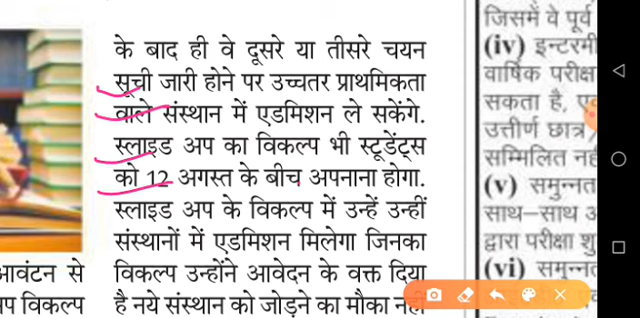 के बाद ही वे दूसरे या तीसरे चयन
सूची जारी होने पर उच्चतर प्राथमिकता
वाले संस्थान में एडमिशन ले सकेंगे.
स्लाइड अप का विकल्प भी स्टूडेंट्स
को 12 अगस्त के बीच अपनाना होगा.
स्लाइड अप के विकल्प में उन्हें उन्हीं
संस्थानों में एडमिशन मिलेगा जिनका
विकल्प उन्होंने आवेदन के वक्त दिया
है नये संस्थान को जोड़ने का मौका
आवंटन से
विकल्प
जिसमें वे पूर्व
(iv) इन्टरमी
वार्षिक परीक्ष
सकता है,
उत्तीर्ण छात्र
सम्मिलित
(v) समुन्नत
साथ–साथ
द्वारा परीक्षा
(vi)